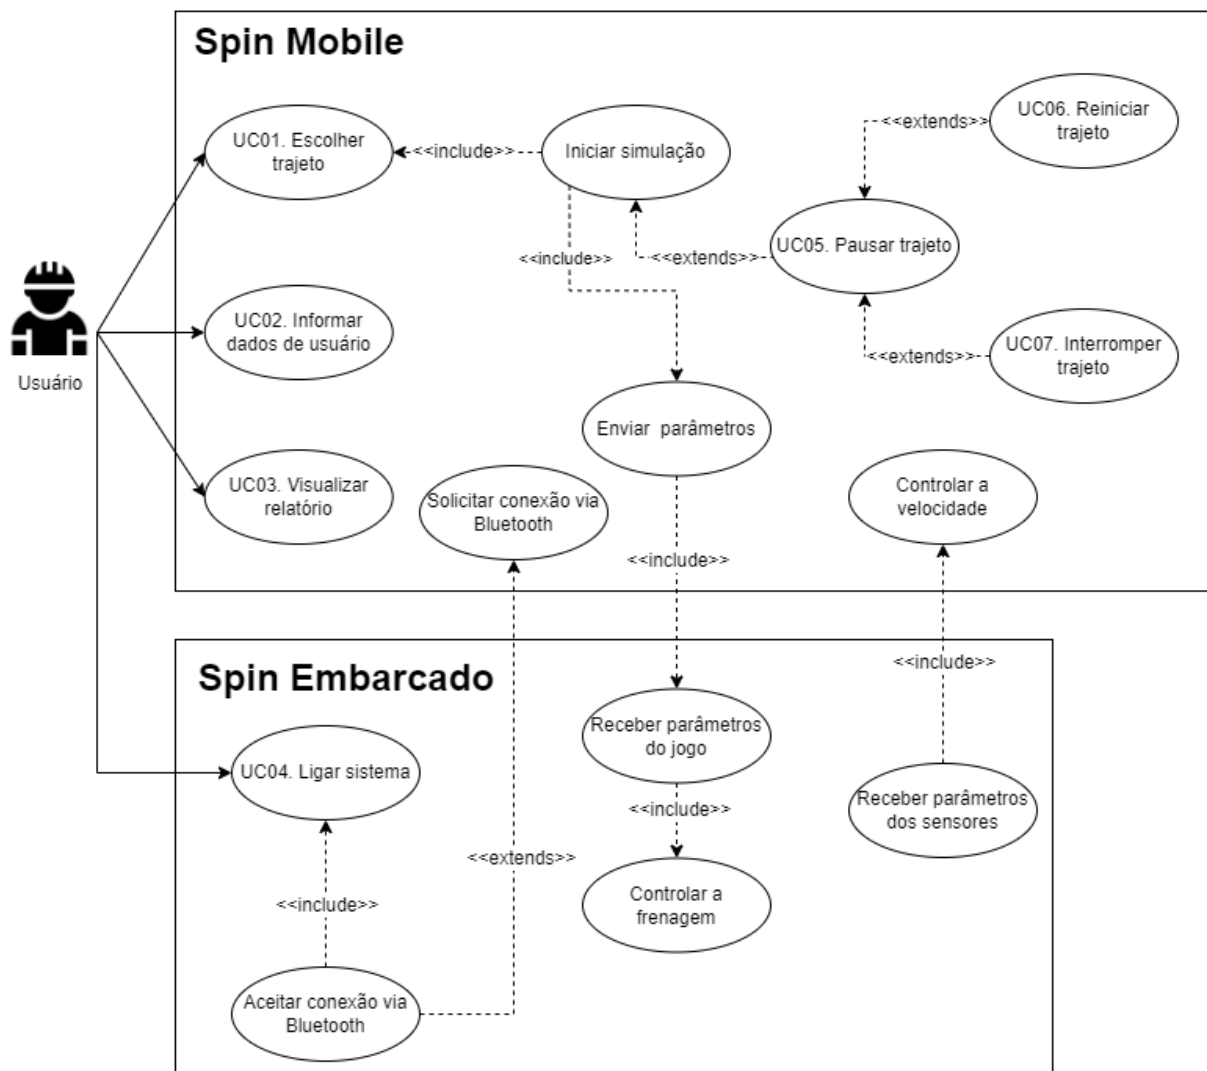 Spin Mobile
UC01. Escolher
trajeto
<<include>>
Iniciar simulação
<<extends>>
UC06. Reiniciar
trajeto
UC05. Pausar trajeto
<<include>>
<<extends>>
Usuário
UC02. Informar
dados de usuário
<<extends>>
UC07. Interromper
trajeto
Enviar parâmetros
UC03. Visualizar
relatório
Solicitar conexão via
Bluetooth
Controlar a
velocidade
<<include>>
Spin Embarcado
<<include>>
UC04. Ligar sistema
Receber parâmetros
do jogo
Receber parâmetros
dos sensores
<<include>>
<<extends>>
<<include>>
Controlar a
frenagem
Aceitar conexão via
Bluetooth